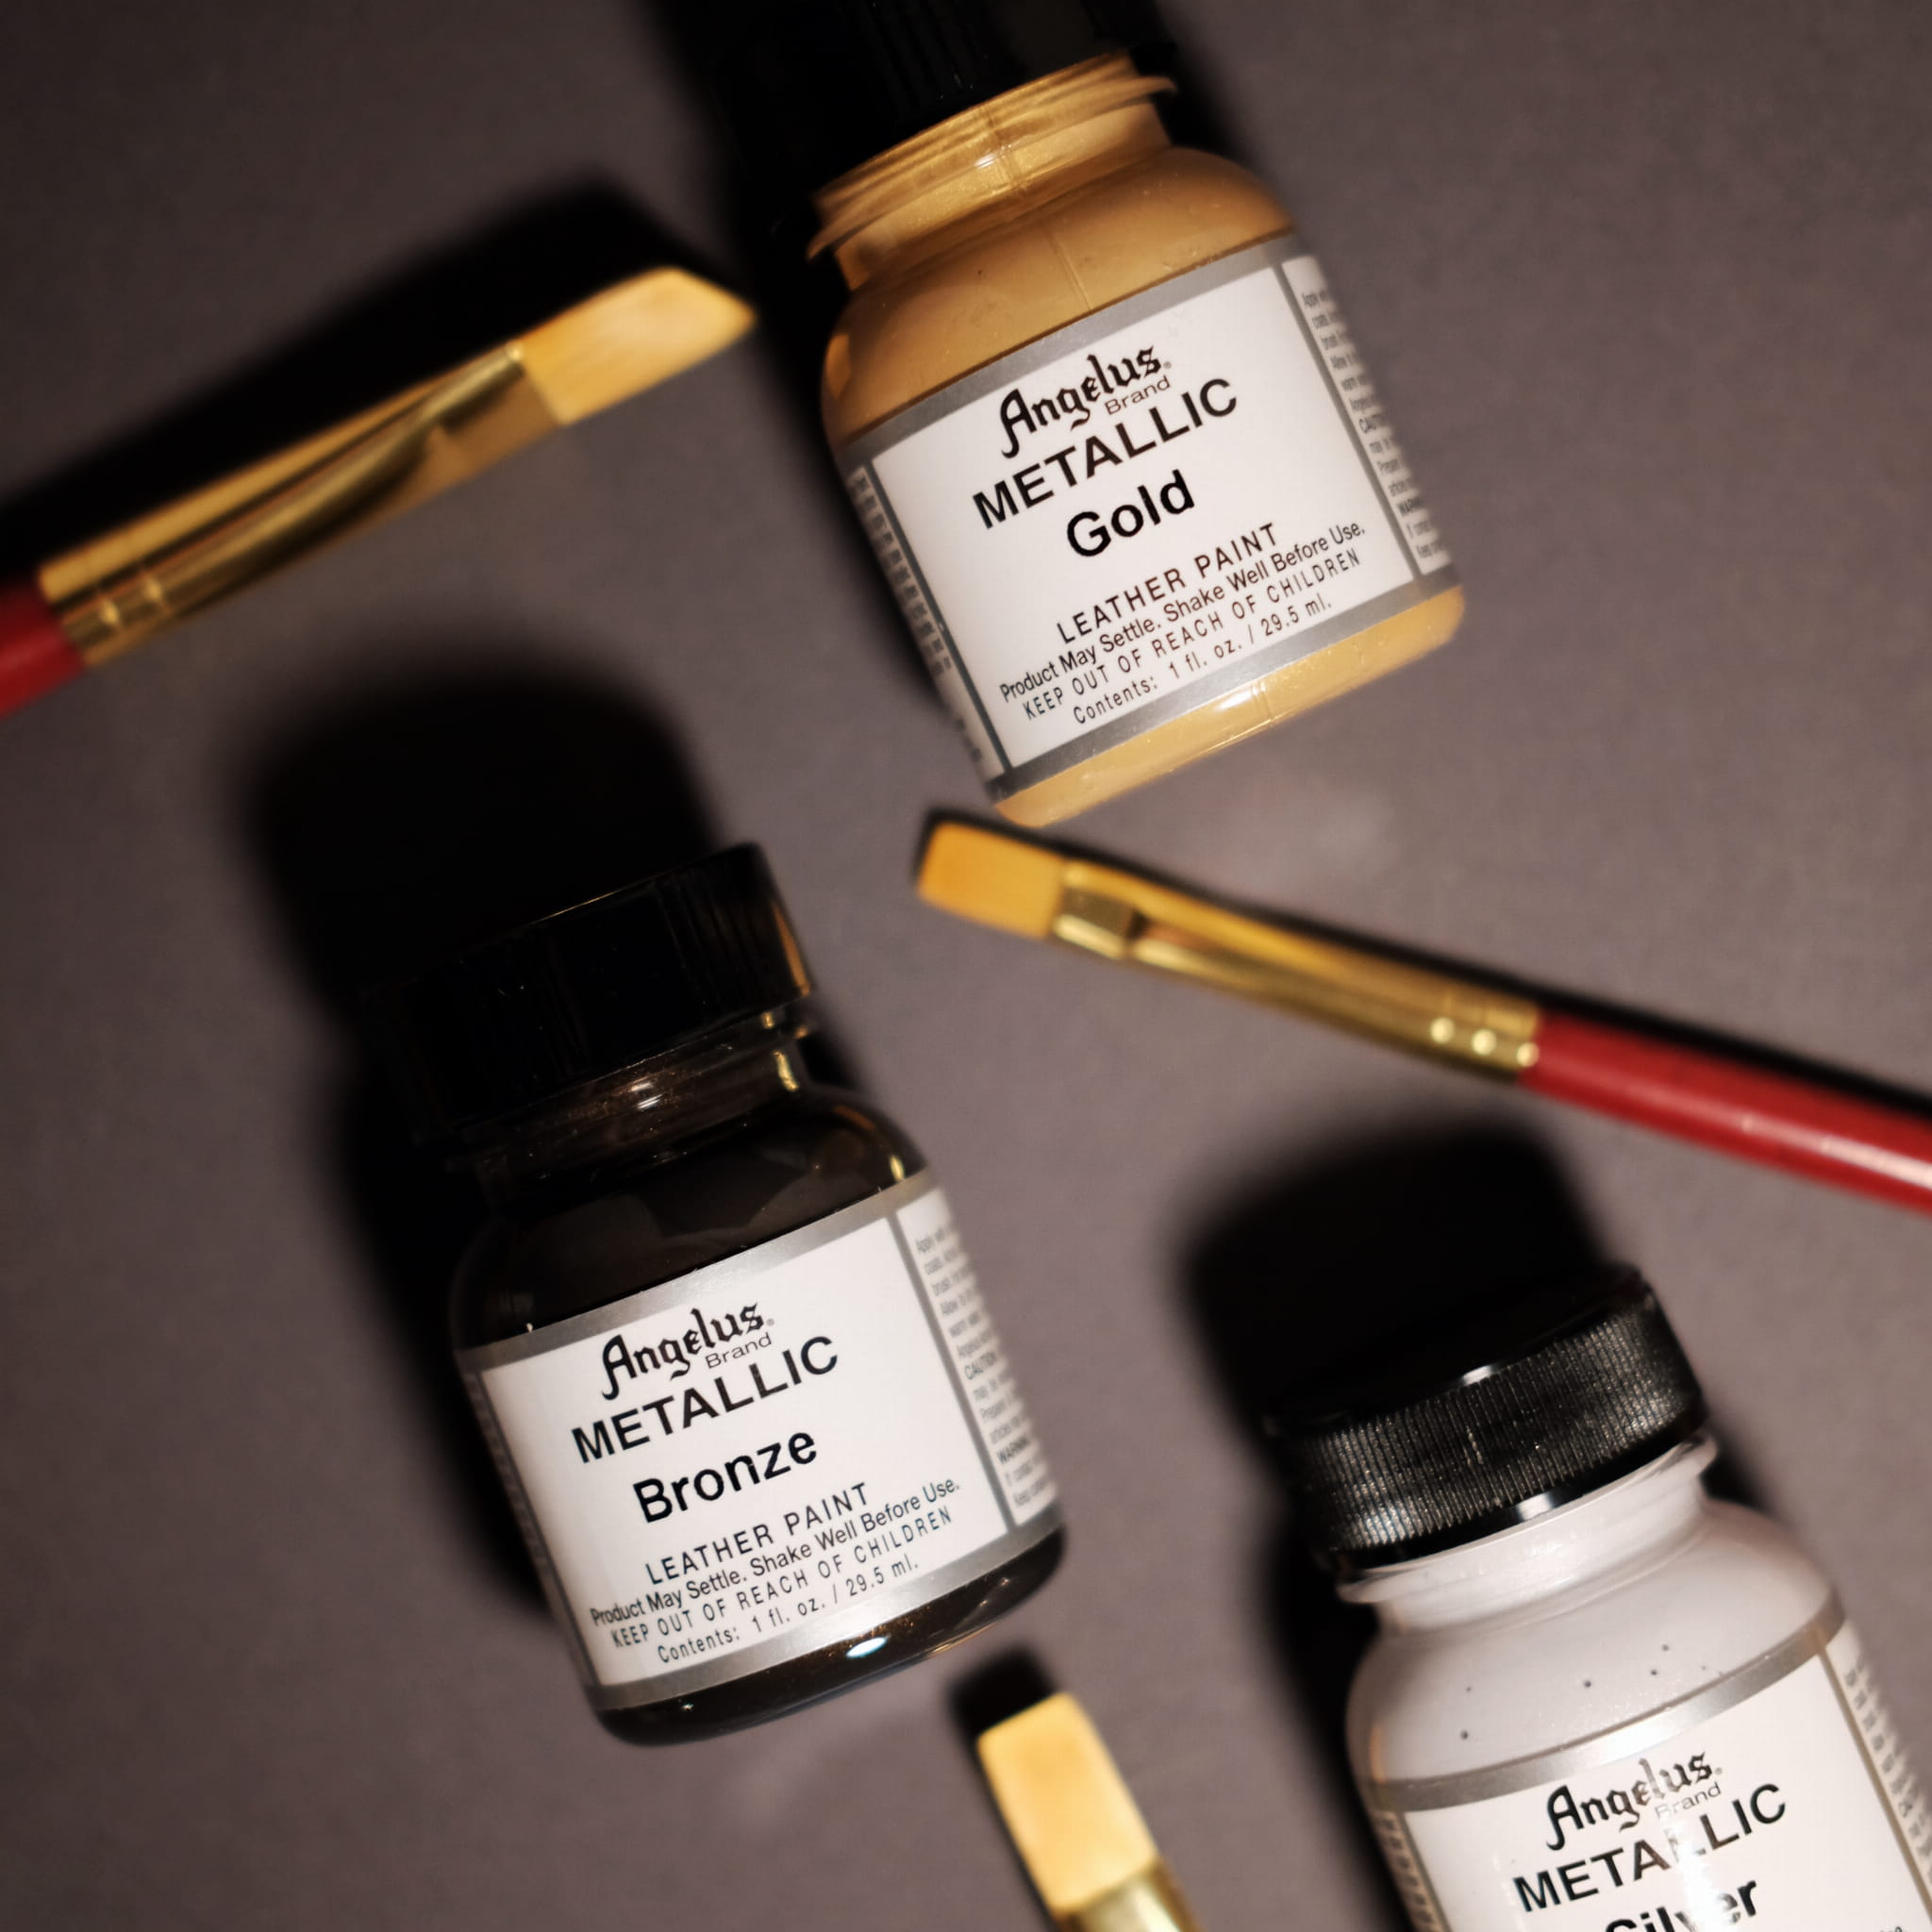 Angelus®
Brand
METALLIC
Gold
LEATHER PAINT
Product May Settle. Shake Well Before Use.
KEEP OUT OF REACH OF CHILDREN
Contents: 1 fl. oz. / 29.5 ml.
Angelus®
Brand
METALLIC
Bronze
LEATHER PAINT
Product May Settle. Shake Well Before Use.
KEEP OUT OF REACH OF CHILDREN
Contents: 1 fl. oz. / 29.5 ml.
Angelus®
Brand
METALLIC
Silver